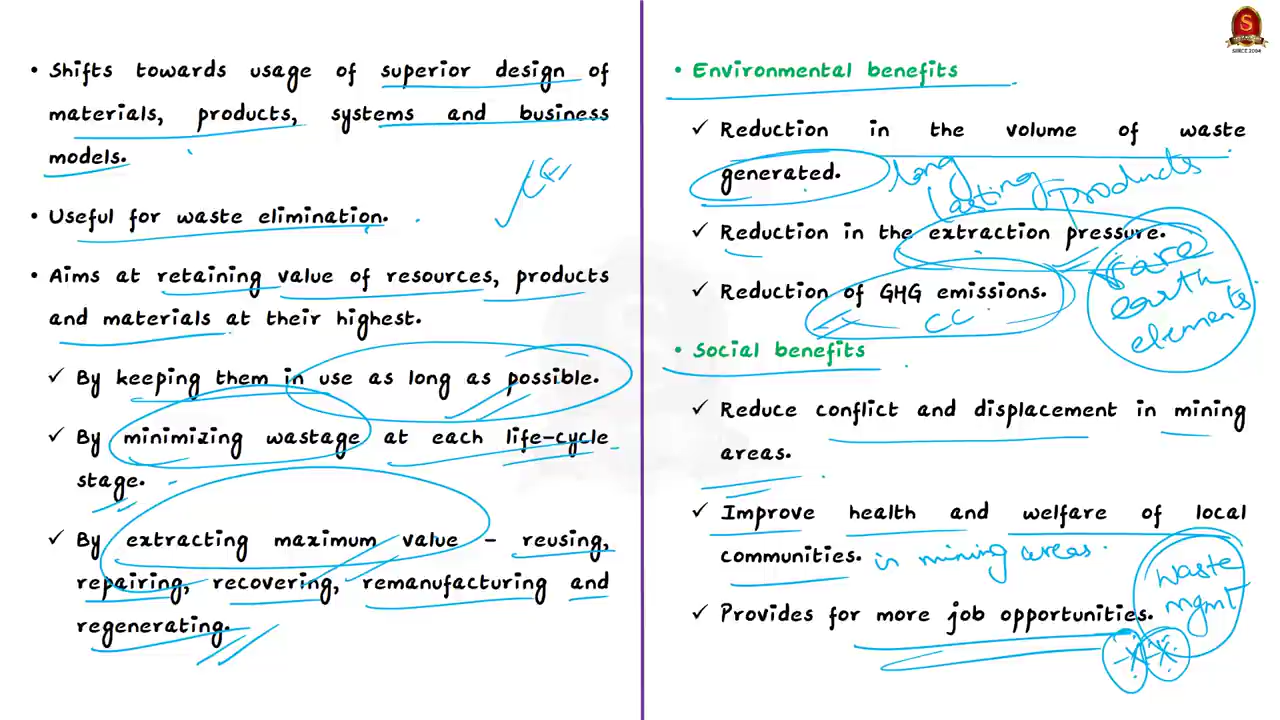 • Shifts towards usage of superior design of
materials, products, systems and business
models.
• Useful for waste elimination.
• Aims at retaining value of resources, products
and materials at their highest.
✓ By keeping them in use as long as possible.
✓ By minimizing wastage at each life-cycle
stage.
✓ By extracting maximum value – reusing,
repairing, recovering, remanufacturing and
regenerating.
S
SINCE 2004
• Environmental benefits
✓ Reduction in the volume of waste
generated.
long lasting products
✓ Reduction in the extraction pressure.
rare
earth
elements
✓ Reduction of GHG emissions.
CC
• Social benefits
✓ Reduce conflict and displacement in mining
areas.
✓ Improve health and welfare of local
communities. in mining areas.
waste
mgmt
✓ Provides for more job opportunities.